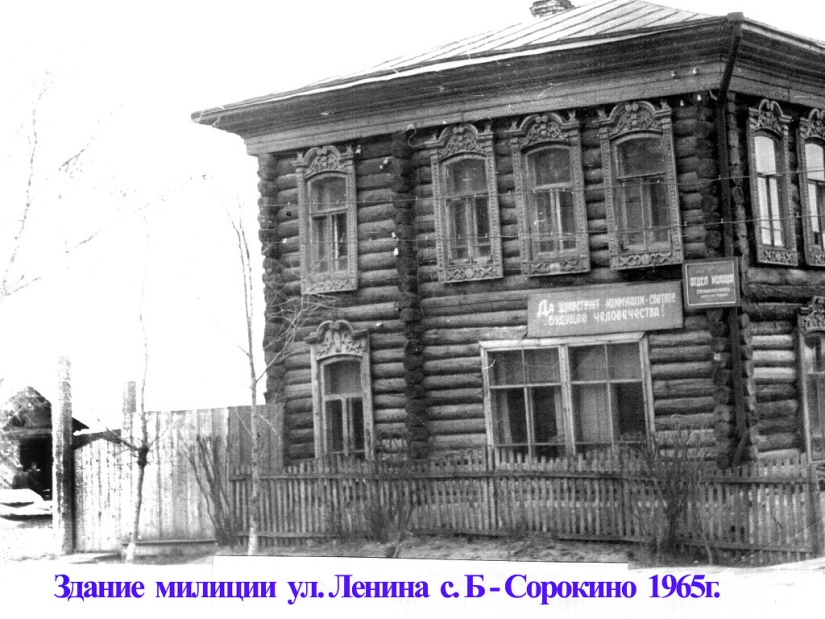 ОТДЕЛ МИЛИЦИИ
Да здравствует коммунизм-светлое
будущее человечества!
Здание милиции ул. Ленина с. Б - Сорокино 1965г.